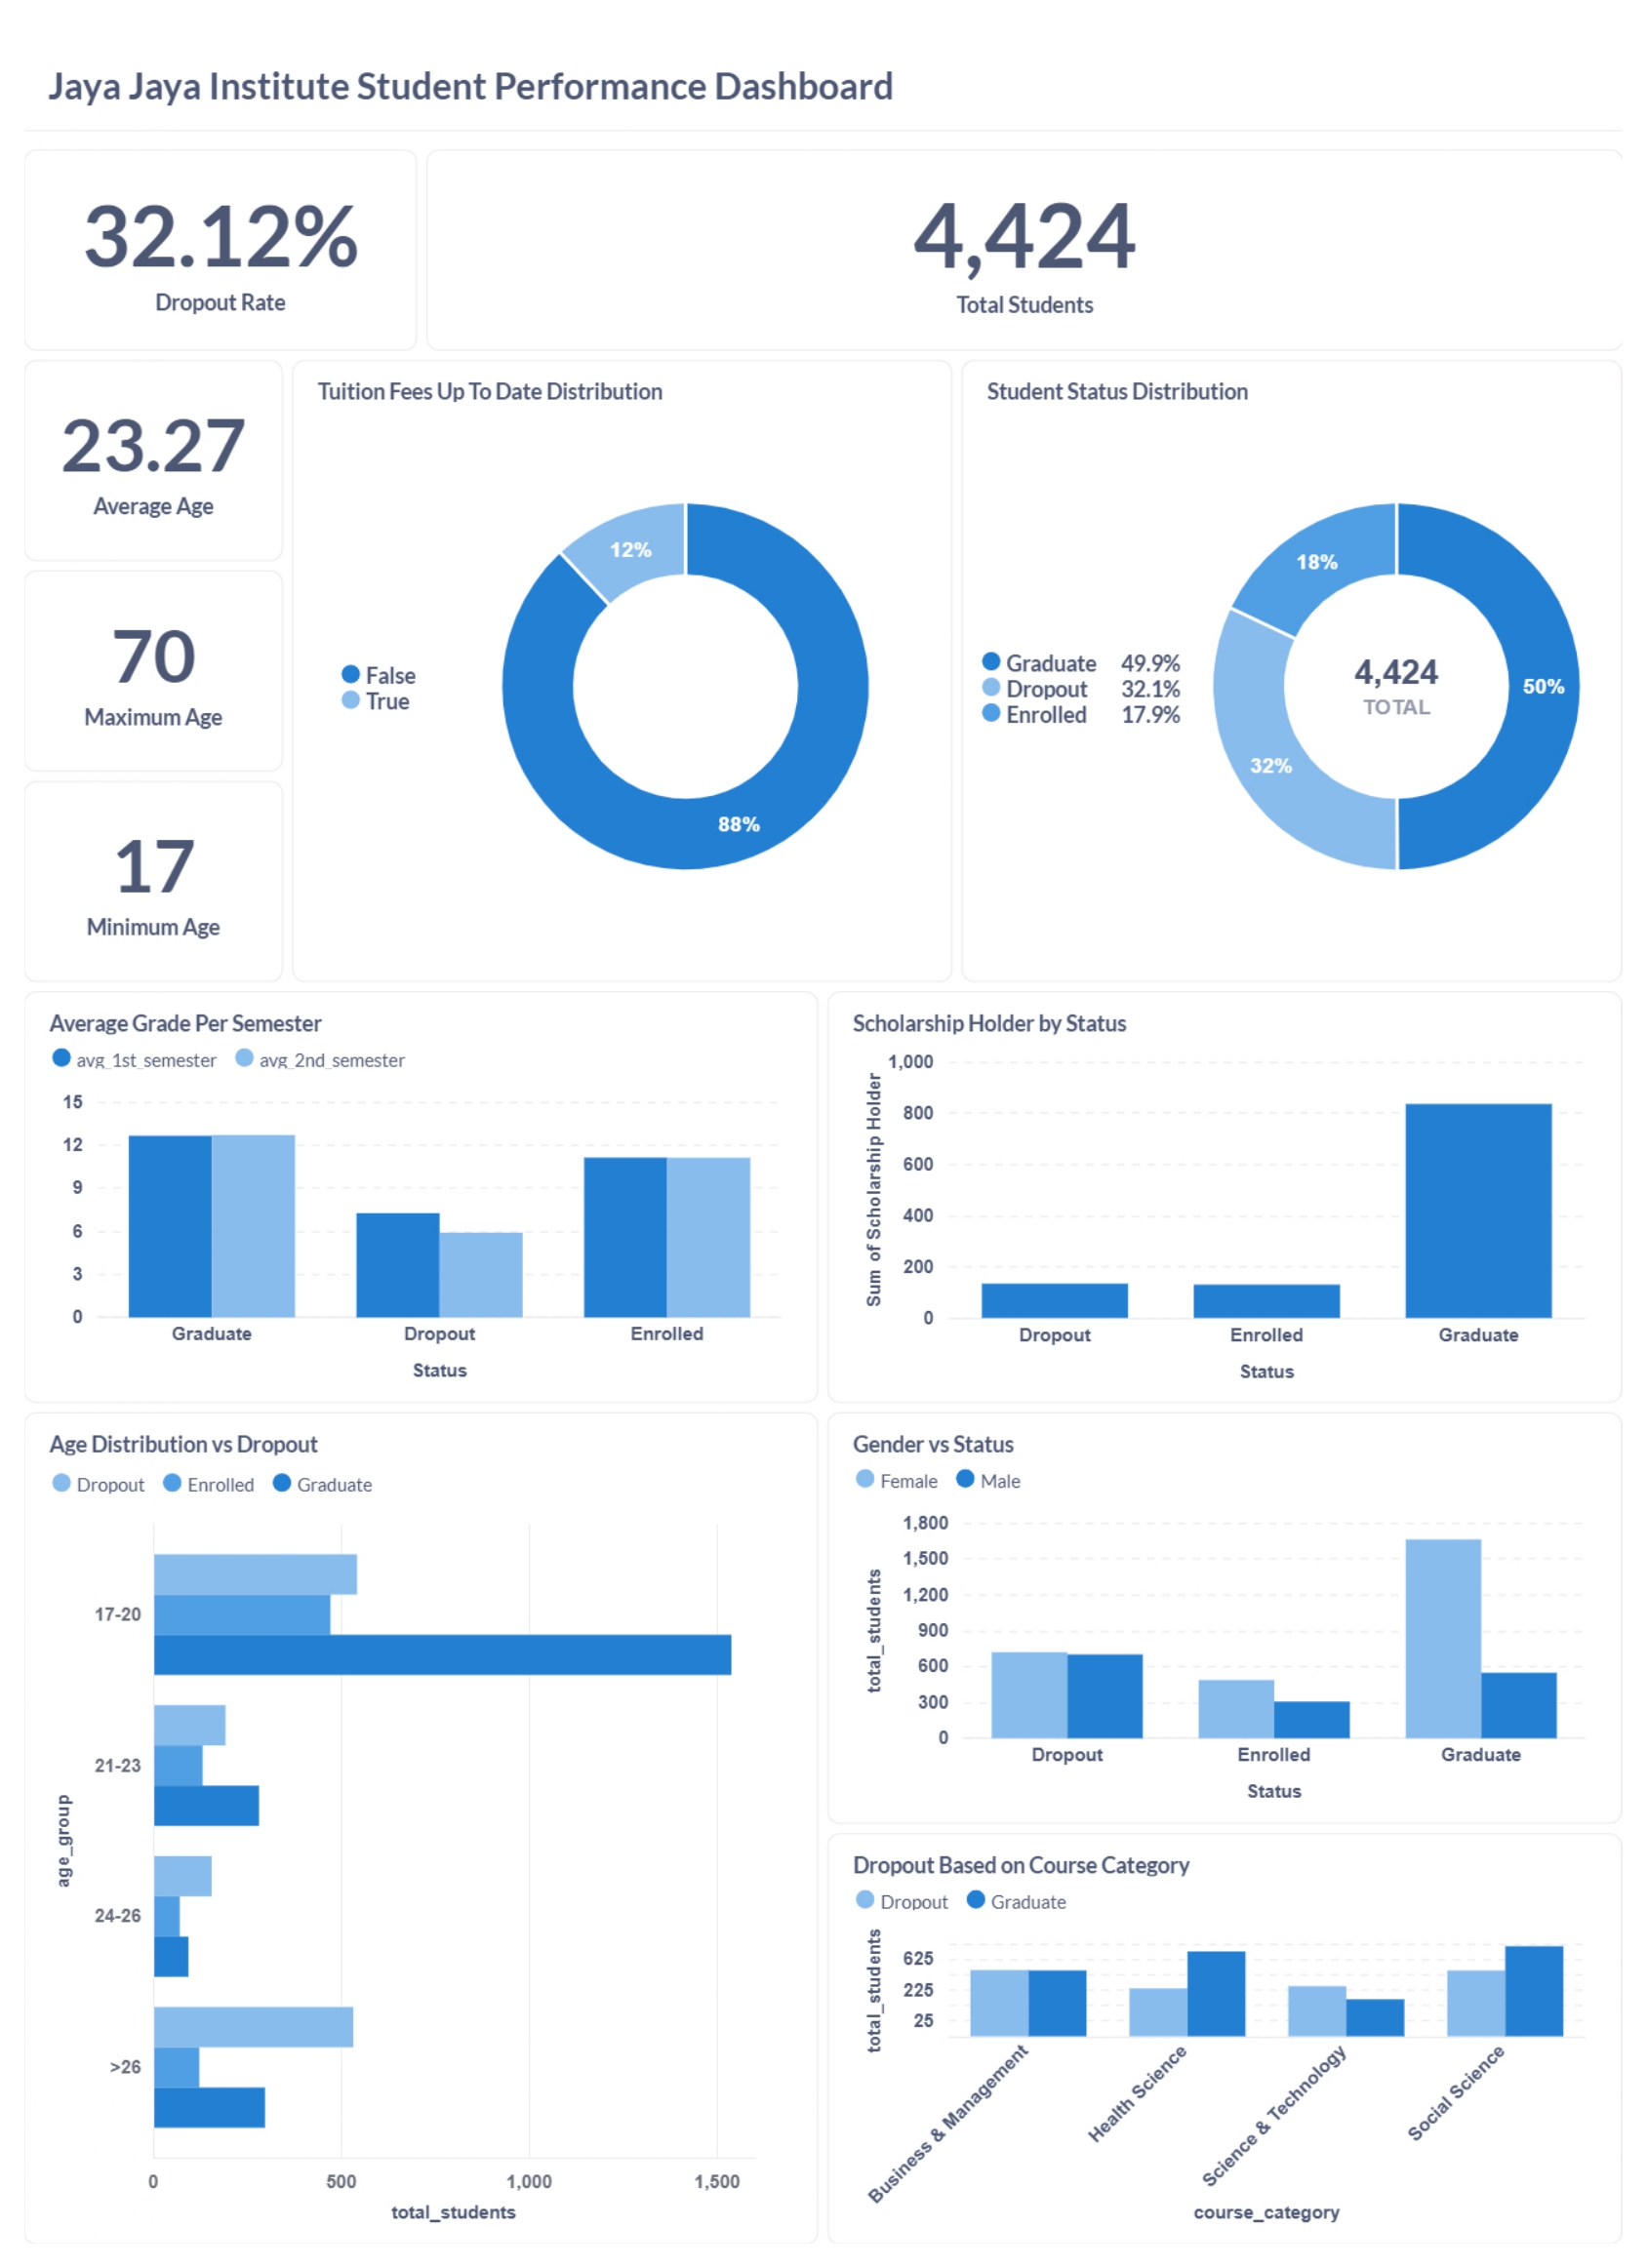 Jaya Jaya Institute Student Performance Dashboard
32.12%
Dropout Rate
4,424
Total Students
23.27
Average Age
70
Maximum Age
17
Minimum Age
Tuition Fees Up To Date Distribution
False
True
12%
88%
Student Status Distribution
Graduate 49.9%
Dropout 32.1%
Enrolled 17.9%
18%
50%
32%
4,424
TOTAL
Average Grade Per Semester
avg_1st_semester avg_2nd_semester
15
12
9
6
3
0
Graduate Dropout Enrolled
Status
Scholarship Holder by Status
Sum of Scholarship Holder
1,000
800
600
400
200
0
Dropout Enrolled Graduate
Status
Age Distribution vs Dropout
Dropout Enrolled Graduate
age_group
17-20
21-23
24-26
>26
0 500 1,000 1,500
total_students
Gender vs Status
Female Male
total_students
1,800
1,500
1,200
900
600
300
0
Dropout Enrolled Graduate
Status
Dropout Based on Course Category
Dropout Graduate
total_students
625
225
25
Business & Management
Health Science
Science & Technology
Social Science
course_category